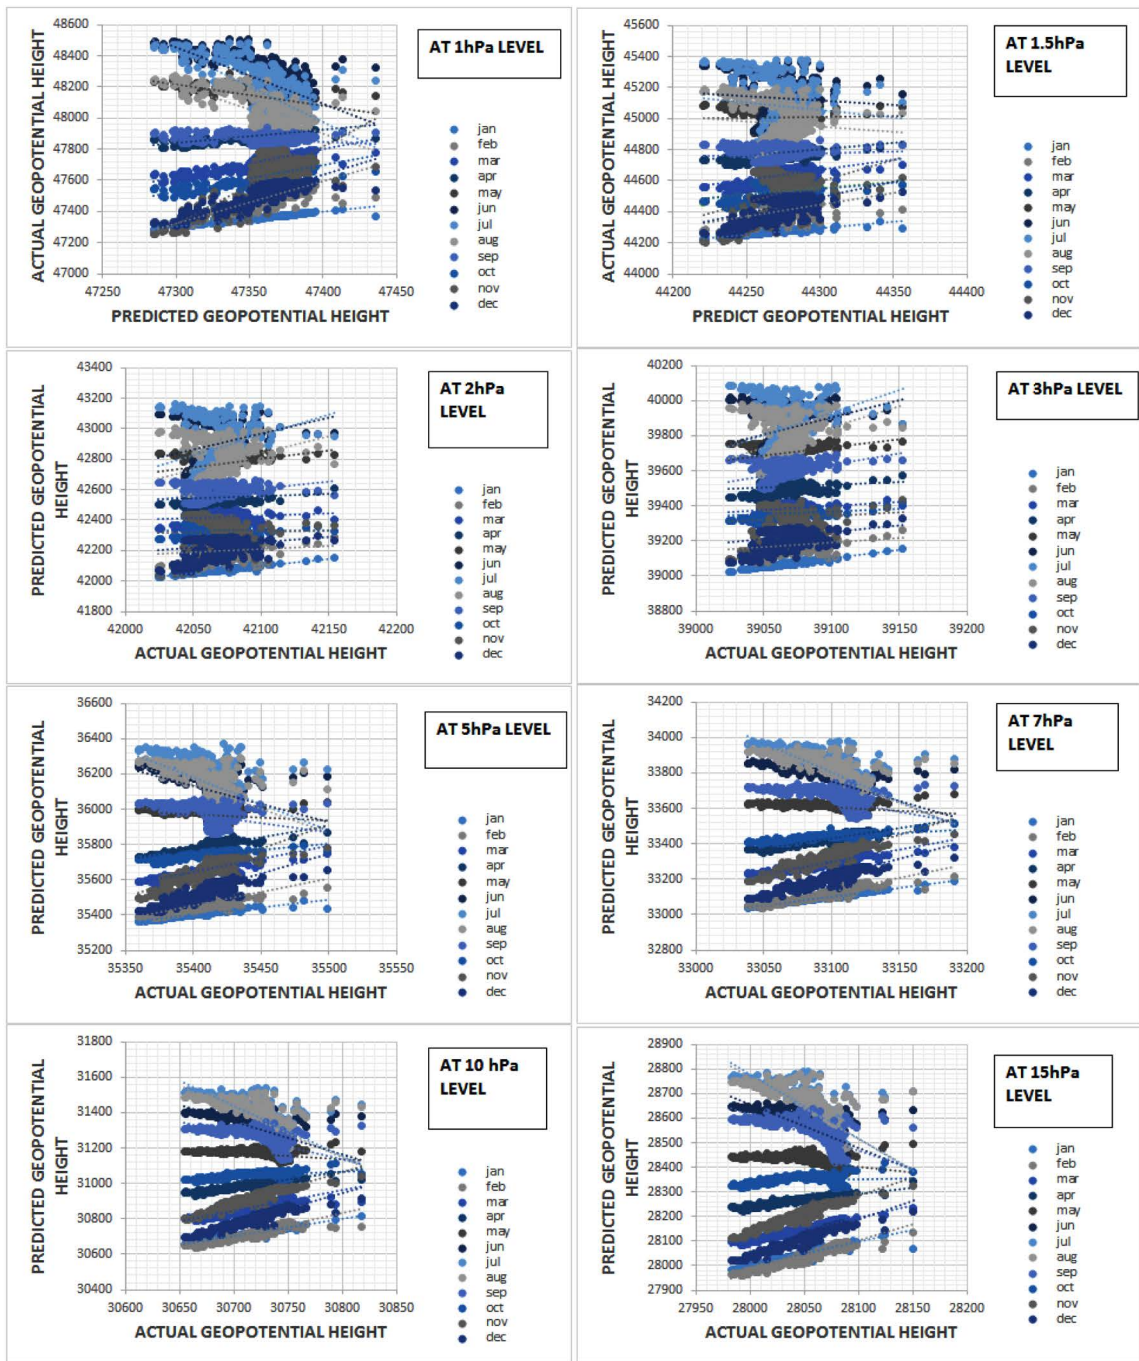 AT 1hPa LEVEL
ACTUAL GEOPOTENTIAL HEIGHT
48600
48400
48200
48000
47800
47600
47400
47200
47000
47250
47300
47350
47400
47450
PREDICTED GEOPOTENTIAL HEIGHT
jan
feb
mar
apr
may
jun
jul
aug
sep
oct
nov
dec
AT 1.5hPa
LEVEL
ACTUAL GEOPOTENTIAL HEIGHT
45600
45400
45200
45000
44800
44600
44400
44200
44000
44200
44250
44300
44350
44400
PREDICT GEOPOTENTIAL HEIGHT
jan
feb
mar
apr
may
jun
jul
aug
sep
oct
nov
dec
AT 2hPa
LEVEL
PREDICTED GEOPOTENTIAL
HEIGHT
43400
43200
43000
42800
42600
42400
42200
42000
41800
42000
42050
42100
42150
42200
ACTUAL GEOPOTENTIAL HEIGHT
jan
feb
mar
apr
may
jun
jul
aug
sep
oct
nov
dec
AT 3hPa LEVEL
PREDICTED GEOPOTENTIAL
HEIGHT
40200
40000
39800
39600
39400
39200
39000
38800
39000
39050
39100
39150
39200
ACTUAL GEOPOTENTIAL HEIGHT
jan
feb
mar
apr
may
jun
jul
aug
sep
oct
nov
dec
AT 5hPa LEVEL
PREDICTED GEOPOTENTIAL
HEIGHT
36600
36400
36200
36000
35800
35600
35400
35200
35350
35400
35450
35500
35550
ACTUAL GEOPOTENTIAL HEIGHT
jan
feb
mar
apr
may
jun
jul
aug
sep
oct
nov
dec
AT 7hPa
LEVEL
PREDICTED GEOPOTENTIAL
HEIGHT
34200
34000
33800
33600
33400
33200
33000
32800
33000
33050
33100
33150
33200
ACTUAL GEOPOTENTIAL HEIGHT
jan
feb
mar
apr
may
jun
jul
aug
sep
oct
nov
dec
AT 10 hPa
LEVEL
PREDICTED GEOPOTENTIAL
HEIGHT
31800
31600
31400
31200
31000
30800
30600
30400
30600
30650
30700
30750
30800
30850
ACTUAL GEOPOTENTIAL HEIGHT
jan
feb
mar
apr
may
jun
jul
aug
sep
oct
nov
dec
AT 15hPa
LEVEL
PREDICTED GEOPOTENTIAL
HEIGHT
28900
28800
28700
28600
28500
28400
28300
28200
28100
28000
27900
27950
28000
28050
28100
28150
28200
ACTUAL GEOPOTENTIAL HEIGHT
jan
feb
mar
apr
may
jun
jul
aug
sep
oct
nov
dec